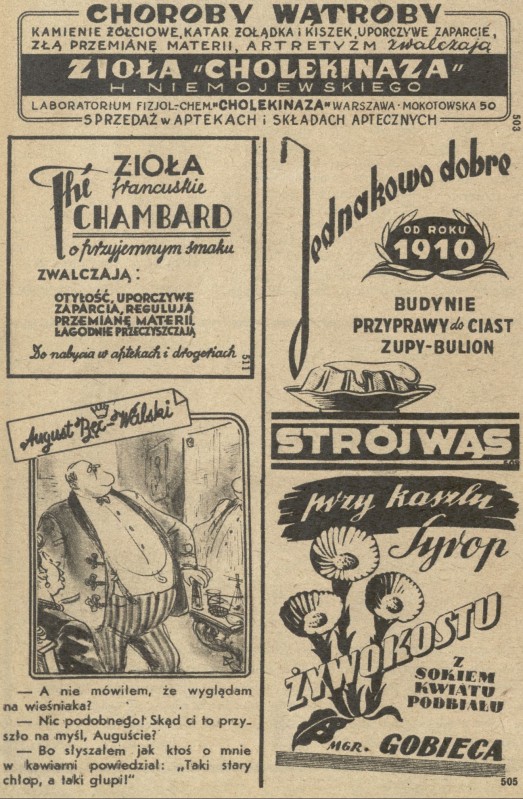 CHOROBY WĄTROBY
KAMIENIE ŻÓŁCIOWE, KATAR ŻOŁĄDKA i KISZEK, UPORCZYWE ZAPARCIE,
ZŁĄ PRZEMIANĘ MATERII, ARTRETYZM zwalczają
ZIOŁA "CHOLEKINAZA"
H. NIEMOJEWSKIEGO
LABORATORIUM FIZJOL-CHEM. "CHOLEKINAZA" WARSZAWA · MOKOTOWSKA 50
SPRZEDAŻ w APTEKACH i SKŁADACH APTECZNYCH
503
ZIOŁA
francuskie
Thé
CHAMBARD
o przyjemnym smaku
ZWALCZAJĄ:
OTYŁOŚĆ, UPORCZYWE
ZAPARCIA, REGULUJĄ
PRZEMIANĘ MATERII,
ŁAGODNIE PRZECZYSZCZAJĄ
Do nabycia w aptekach i drogeriach
511
August Bęc-Walski
— A nie mówiłem, że wyglądam
na wieśniaka?
— Nic podobnego! Skąd ci to przy-
szło na myśl, Auguście?
— Bo słyszałem jak ktoś o mnie
w kawiarni powiedział: „Taki stary
chłop, a taki głupi!"
Jednakowo dobre
OD ROKU
1910
BUDYNIE
PRZYPRAWY do CIAST
ZUPY-BULION
STRÓJWĄS
przy kaszlu
Syrop
ŻYWOKOSTU
Z
SOKIEM
KWIATU
PODBIAŁU
MGR. GOBIECA
505